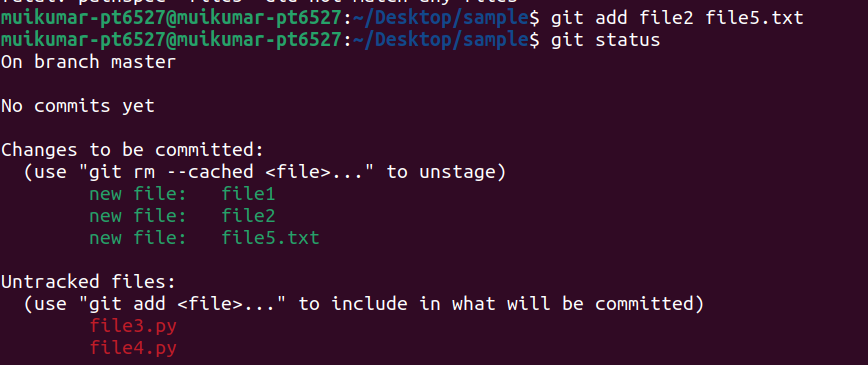 muikumar-pt6527@muikumar-pt6527:~/Desktop/sample$ git add file2 file5.txt
muikumar-pt6527@muikumar-pt6527:~/Desktop/sample$ git status
On branch master

No commits yet

Changes to be committed:
  (use "git rm --cached <file>..." to unstage)
        new file:   file1
        new file:   file2
        new file:   file5.txt

Untracked files:
  (use "git add <file>..." to include in what will be committed)
        file3.py
        file4.py